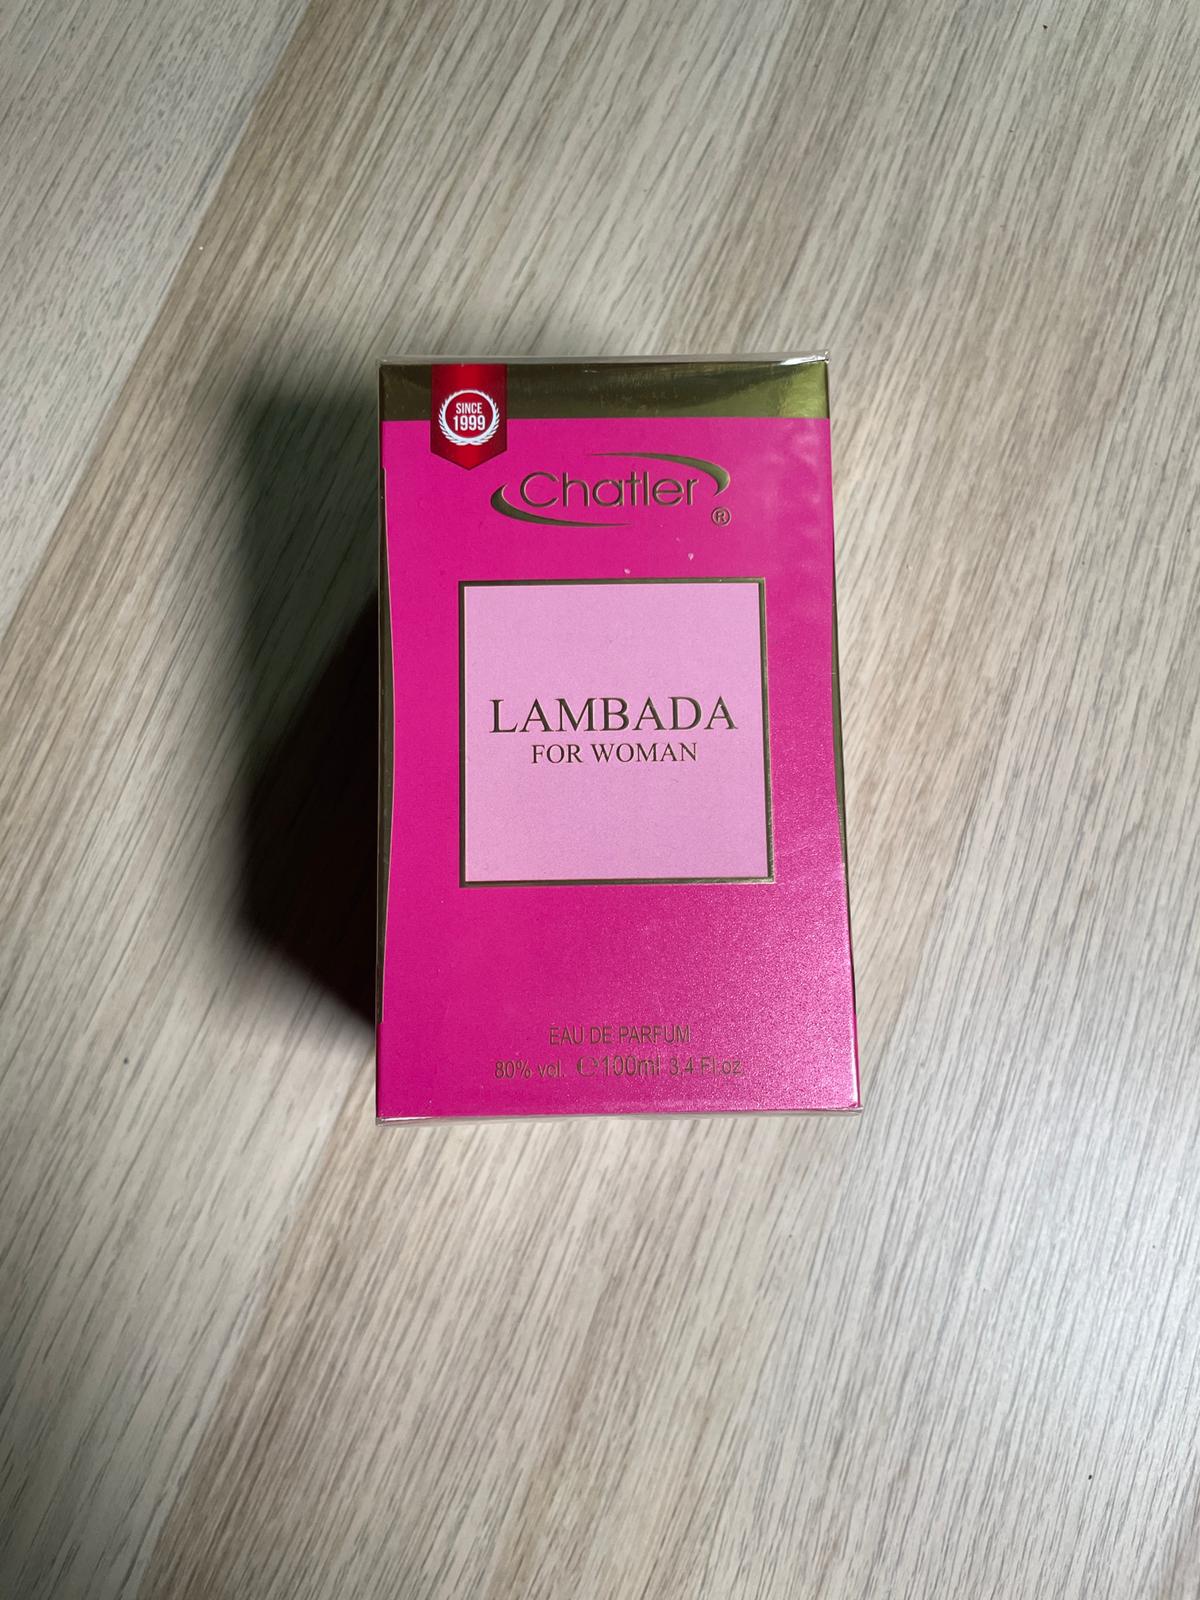 SINCE
1999
Chatler
®
LAMBADA
FOR WOMAN
EAU DE PARFUM
80% vol. ℮100ml 3,4 Fl.oz.